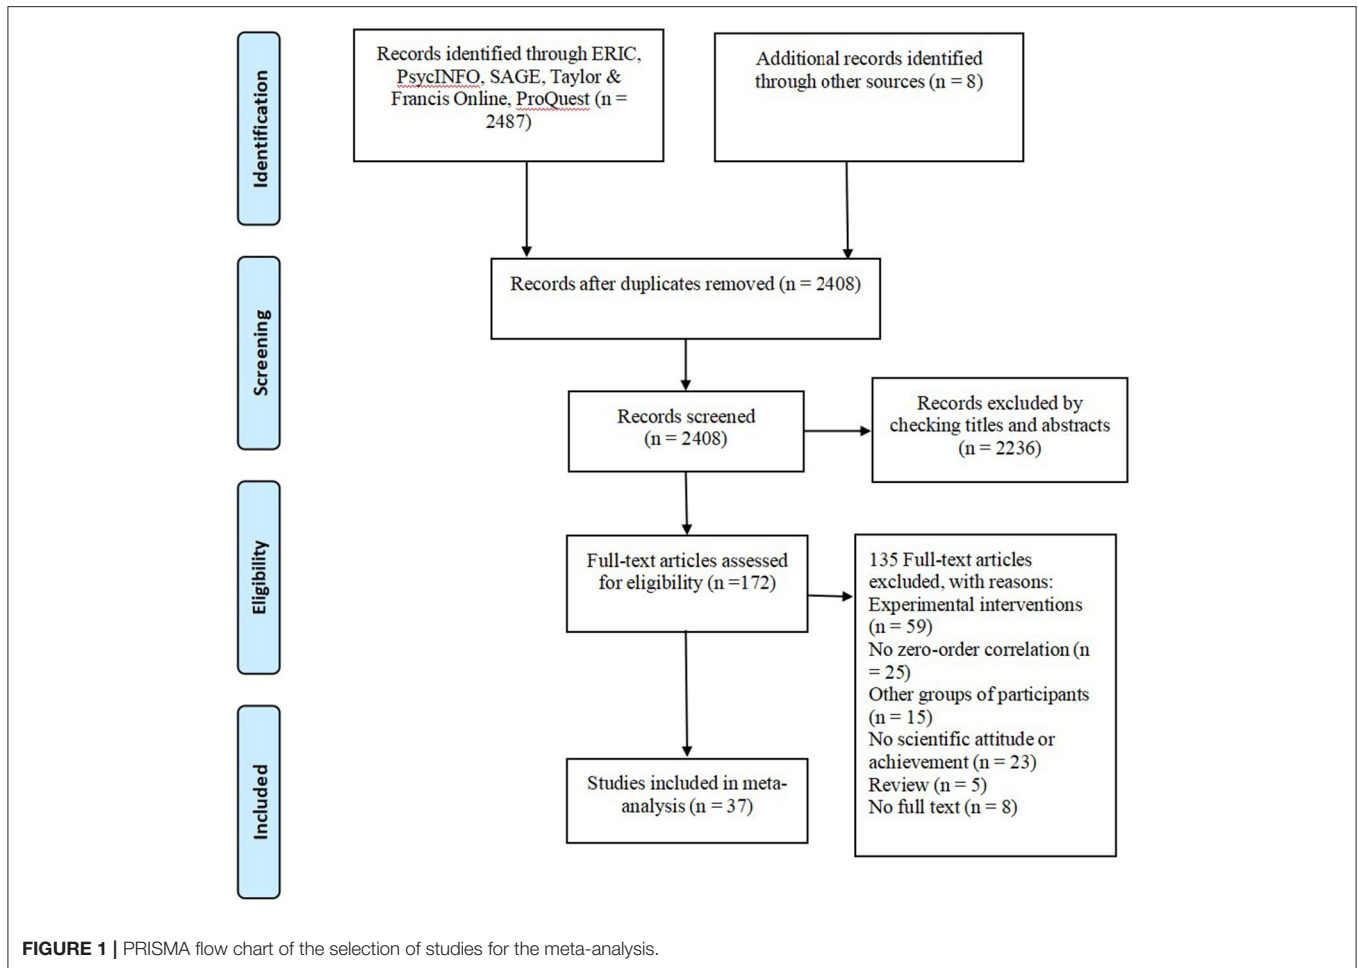 Identification
Records identified through ERIC,
PsycINFO, SAGE, Taylor &
Francis Online, ProQuest (n =
2487)
Additional records identified
through other sources (n = 8)
Screening
Records after duplicates removed (n = 2408)
Records screened
(n = 2408)
Records excluded by
checking titles and abstracts
(n = 2236)
Eligibility
Full-text articles assessed
for eligibility (n =172)
135 Full-text articles
excluded, with reasons:
Experimental interventions
(n = 59)
No zero-order correlation (n
= 25)
Other groups of participants
(n = 15)
No scientific attitude or
achievement (n = 23)
Review (n = 5)
No full text (n = 8)
Included
Studies included in meta-
analysis (n = 37)
FIGURE 1 | PRISMA flow chart of the selection of studies for the meta-analysis.